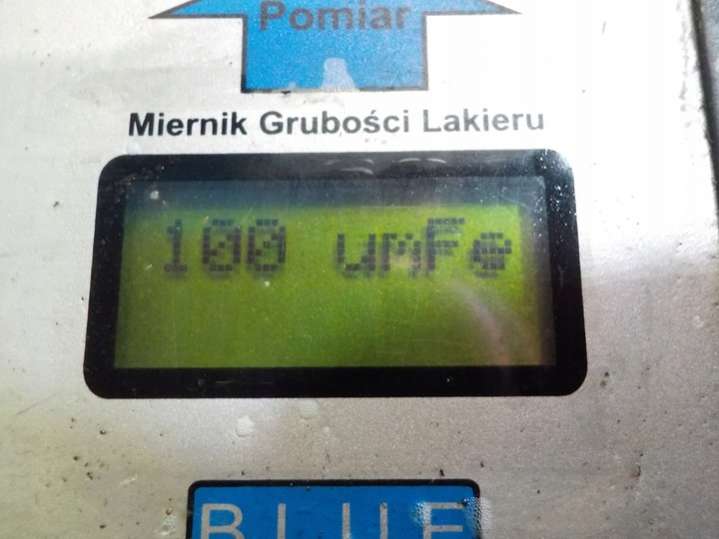 Pomiar
Miernik Grubości Lakieru
100 umFe
BLUE